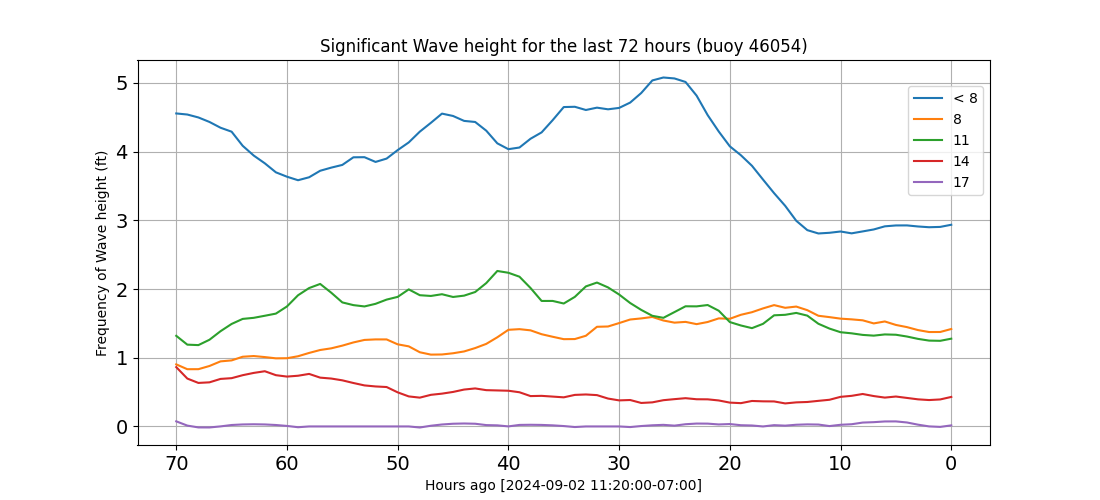 Significant Wave height for the last 72 hours (buoy 46054)
Frequency of Wave height (ft)
5
4
3
2
1
0
< 8
8
11
14
17
70 60 50 40 30 20 10 0
Hours ago [2024-09-02 11:20:00-07:00]